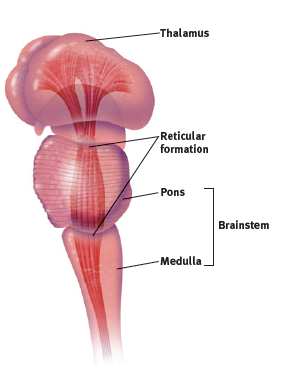 Thalamus
Reticular
formation
Pons
Brainstem
Medulla